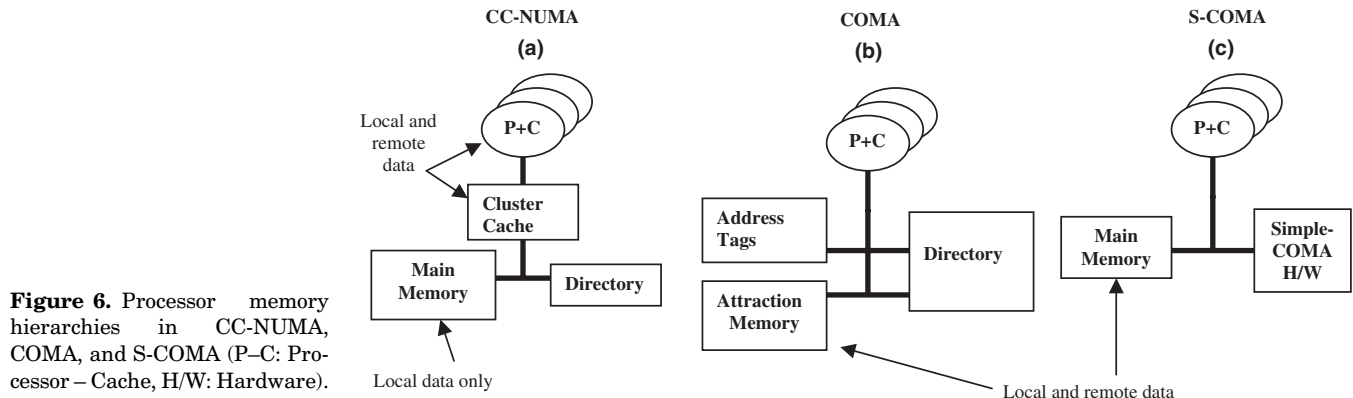 CC-NUMA
(a)
P+C
Local and
remote
data
Cluster
Cache
Main
Memory
Directory
Local data only
COMA
(b)
P+C
Address
Tags
Directory
Attraction
Memory
S-COMA
(c)
P+C
Main
Memory
Simple-
COMA
H/W
Local and remote data
Figure 6. Processor memory
hierarchies in CC-NUMA,
COMA, and S-COMA (P–C: Pro-
cessor – Cache, H/W: Hardware).